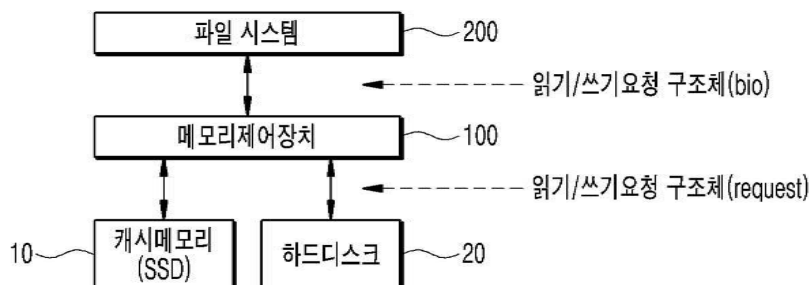 파일 시스템
200
읽기/쓰기요청 구조체(bio)
메모리제어장치
100
읽기/쓰기요청 구조체(request)
10
캐시메모리
(SSD)
하드디스크
20